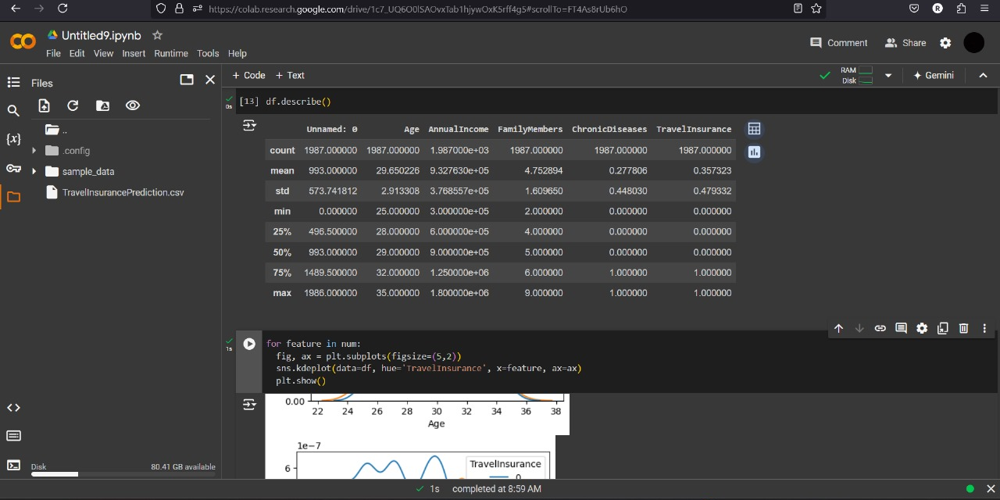 https://colab.research.google.com/drive/1c7_UQ6O0lSAOvxTab1hjywOxK5rff4g5#scrollTo=FT4As8rUb6hO
R
CO
Untitled9.ipynb
File Edit View Insert Runtime Tools Help
Comment Share
Files
+ Code + Text
RAM
Disk
Gemini
0s
[13] df.describe()
..
.config
sample_data
TravelInsurancePrediction.csv
{x}
Unnamed: 0 Age AnnualIncome FamilyMembers ChronicDiseases TravelInsurance
count 1987.000000 1987.000000 1.987000e+03 1987.000000 1987.000000 1987.000000
mean 993.000000 29.650226 9.327630e+05 4.752894 0.277806 0.357323
std 573.741812 2.913308 3.768557e+05 1.609650 0.448030 0.479332
min 0.000000 25.000000 3.000000e+05 2.000000 0.000000 0.000000
25% 496.500000 28.000000 6.000000e+05 4.000000 0.000000 0.000000
50% 993.000000 29.000000 9.000000e+05 5.000000 0.000000 0.000000
75% 1489.500000 32.000000 1.250000e+06 6.000000 1.000000 1.000000
max 1986.000000 35.000000 1.800000e+06 9.000000 1.000000 1.000000
1s
for feature in num:
fig, ax = plt.subplots(figsize=(5,2))
sns.kdeplot(data=df, hue='TravelInsurance', x=feature, ax=ax)
plt.show()
0.00
22 24 26 28 30 32 34 36 38
Age
1e-7
6
TravelInsurance
0
Disk 80.41 GB available
1s completed at 8:59 AM